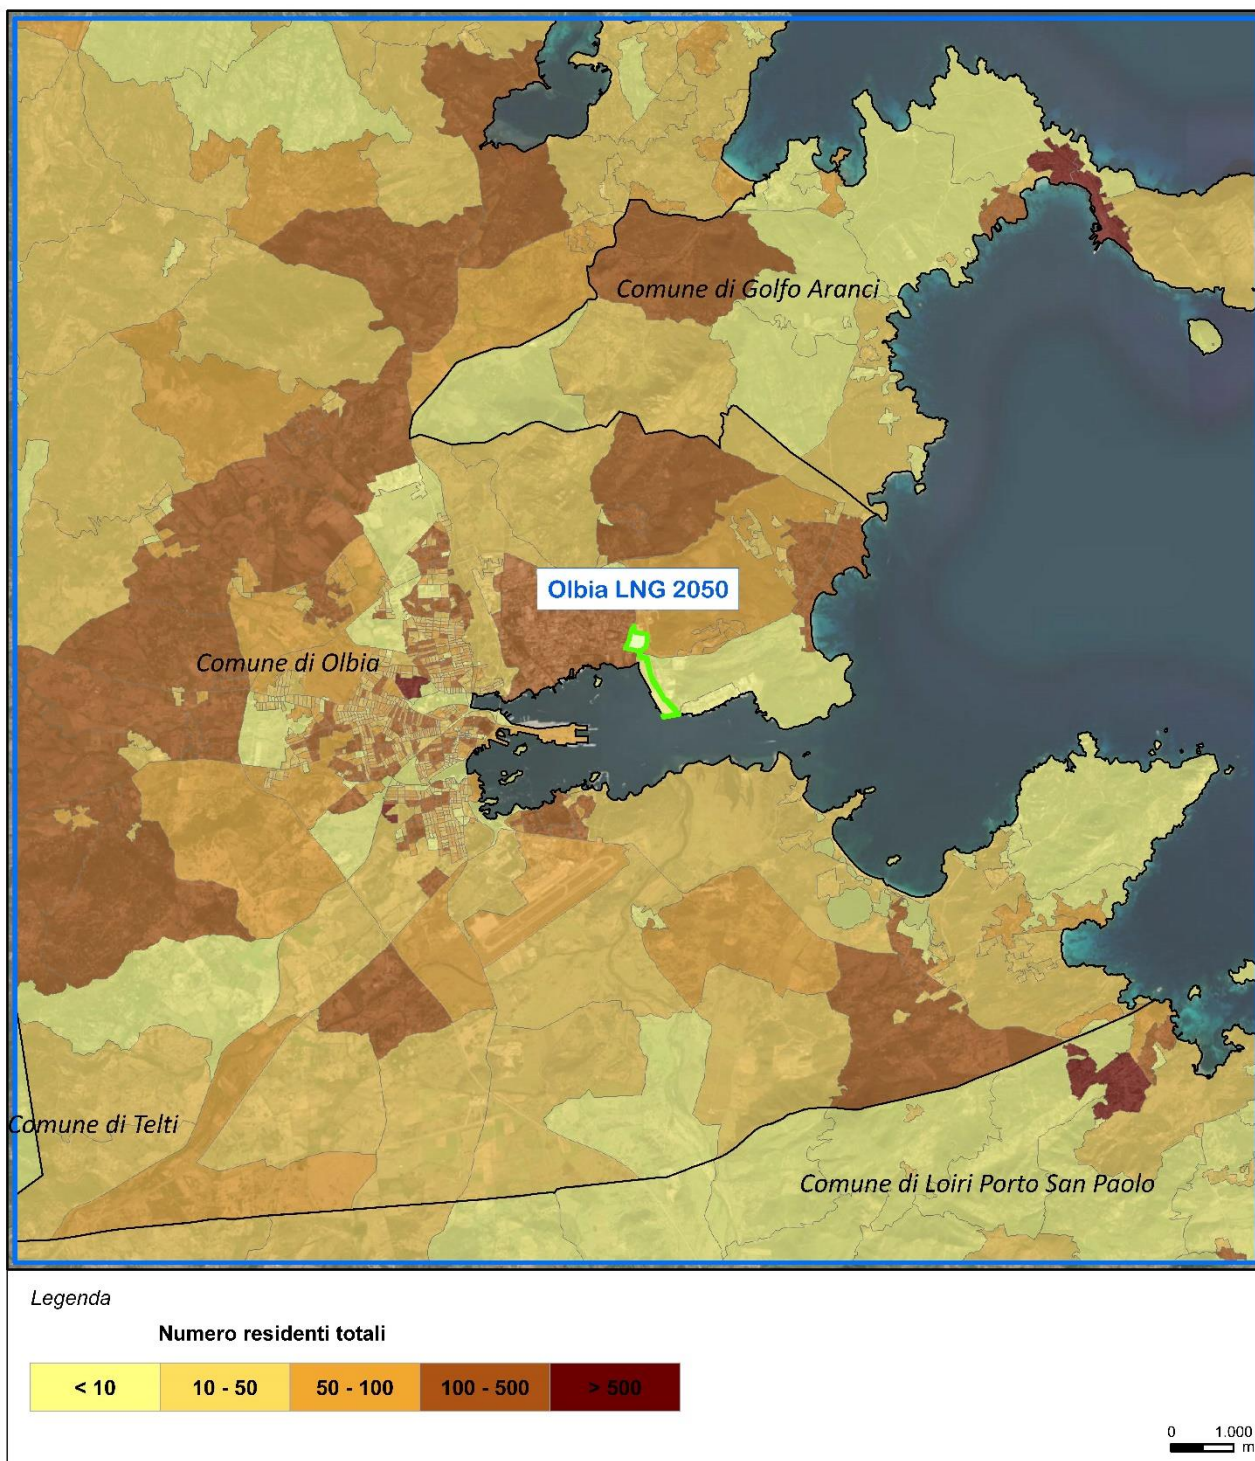 Comune di Golfo Aranci
Olbia LNG 2050
Comune di Olbia
Comune di Telti
Comune di Loiri Porto San Paolo
Legenda
Numero residenti totali
< 10 10 - 50 50 - 100 100 - 500 > 500
0 1.000
m